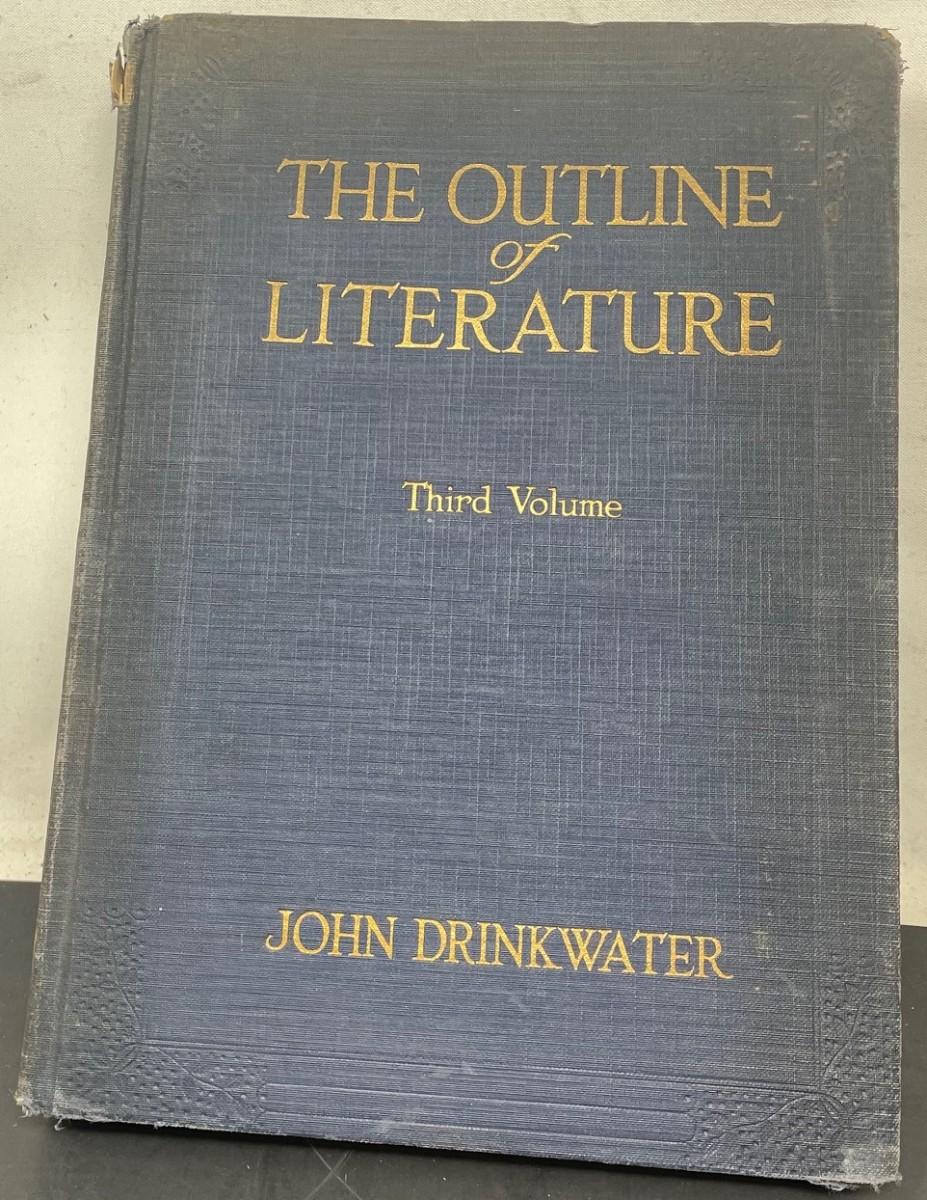 THE OUTLINE
of
LITERATURE
Third Volume
JOHN DRINKWATER